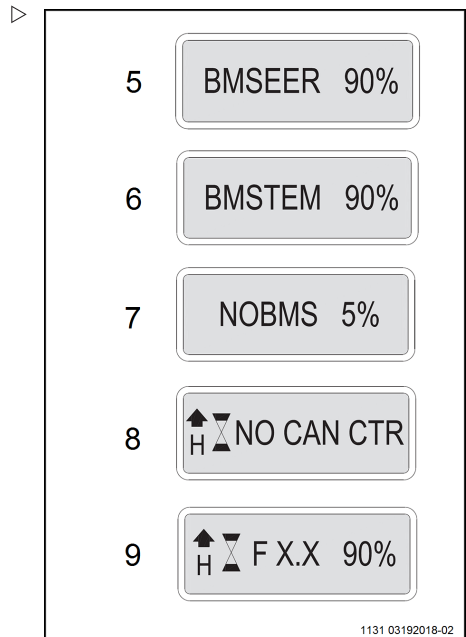 5 BMSEER 90%
6 BMSTEM 90%
7 NOBMS 5%
8 H NO CAN CTR
9 H F X.X 90%
1131 03192018-02